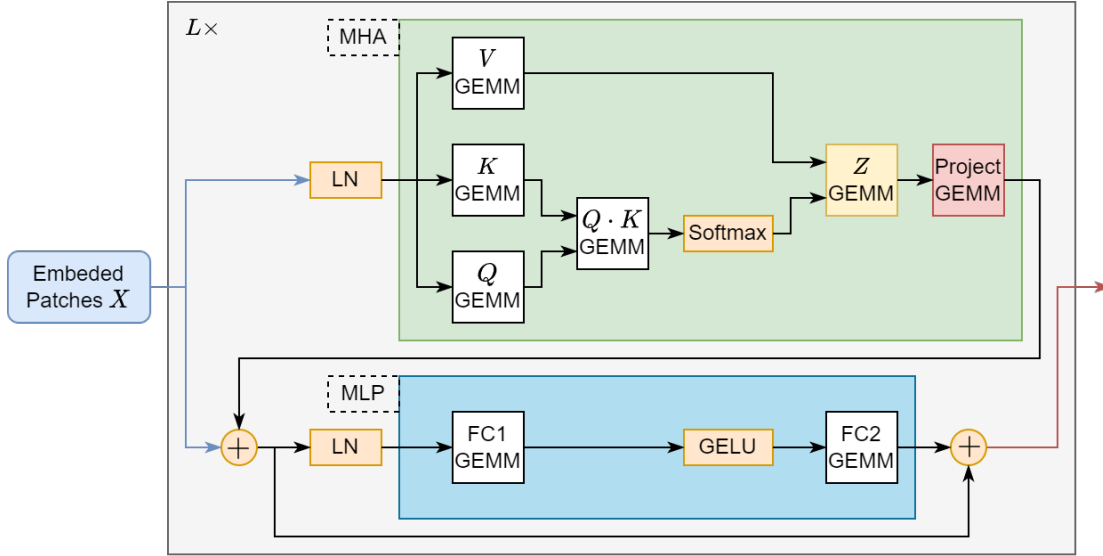 L×
MHA
V
GEMM
LN
K
GEMM
Z
GEMM
Project
GEMM
Q · K
GEMM
Softmax
Q
GEMM
Embeded
Patches X
MLP
+
LN
FC1
GEMM
GELU
FC2
GEMM
+